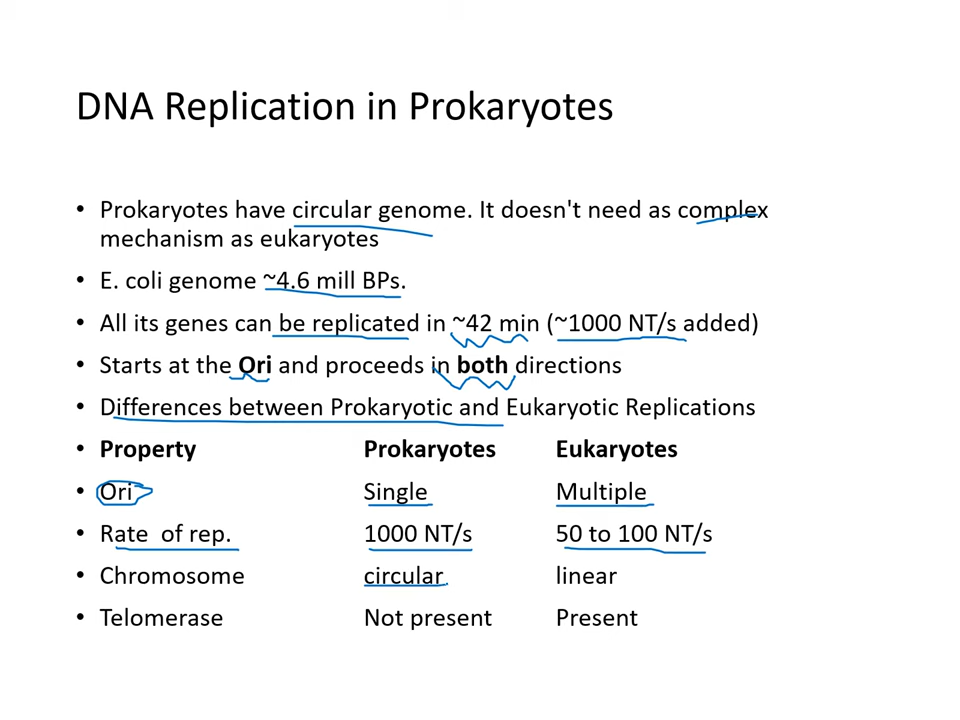 DNA Replication in Prokaryotes
• Prokaryotes have circular genome. It doesn't need as complex
mechanism as eukaryotes
• E. coli genome ~4.6 mill BPs.
• All its genes can be replicated in ~42 min (~1000 NT/s added)
• Starts at the Ori and proceeds in both directions
• Differences between Prokaryotic and Eukaryotic Replications
• Property Prokaryotes Eukaryotes
• Ori Single Multiple
• Rate of rep. 1000 NT/s 50 to 100 NT/s
• Chromosome circular linear
• Telomerase Not present Present